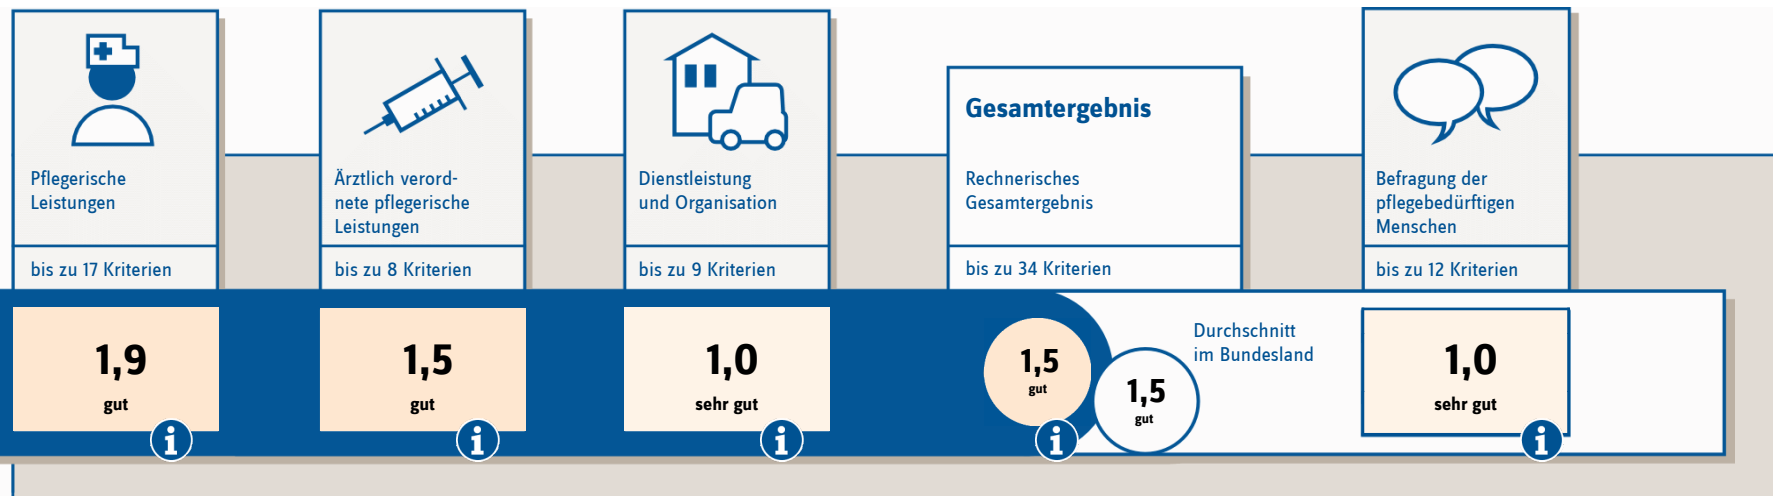 Pflegerische
Leistungen
bis zu 17 Kriterien
1,9
gut
Ärztlich verord-
nete pflegerische
Leistungen
bis zu 8 Kriterien
1,5
gut
Dienstleistung
und Organisation
bis zu 9 Kriterien
1,0
sehr gut
Gesamtergebnis
Rechnerisches
Gesamtergebnis
bis zu 34 Kriterien
1,5
gut
1,5
gut
Durchschnitt
im Bundesland
Befragung der
pflegebedürftigen
Menschen
bis zu 12 Kriterien
1,0
sehr gut